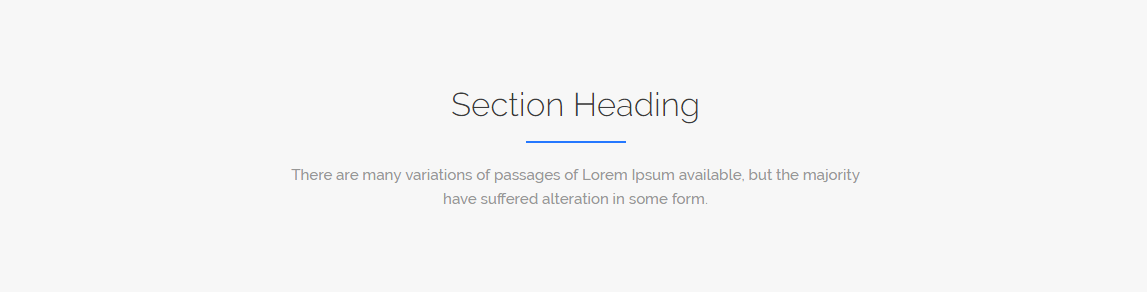 Section Heading
There are many variations of passages of Lorem Ipsum available, but the majority
have suffered alteration in some form.